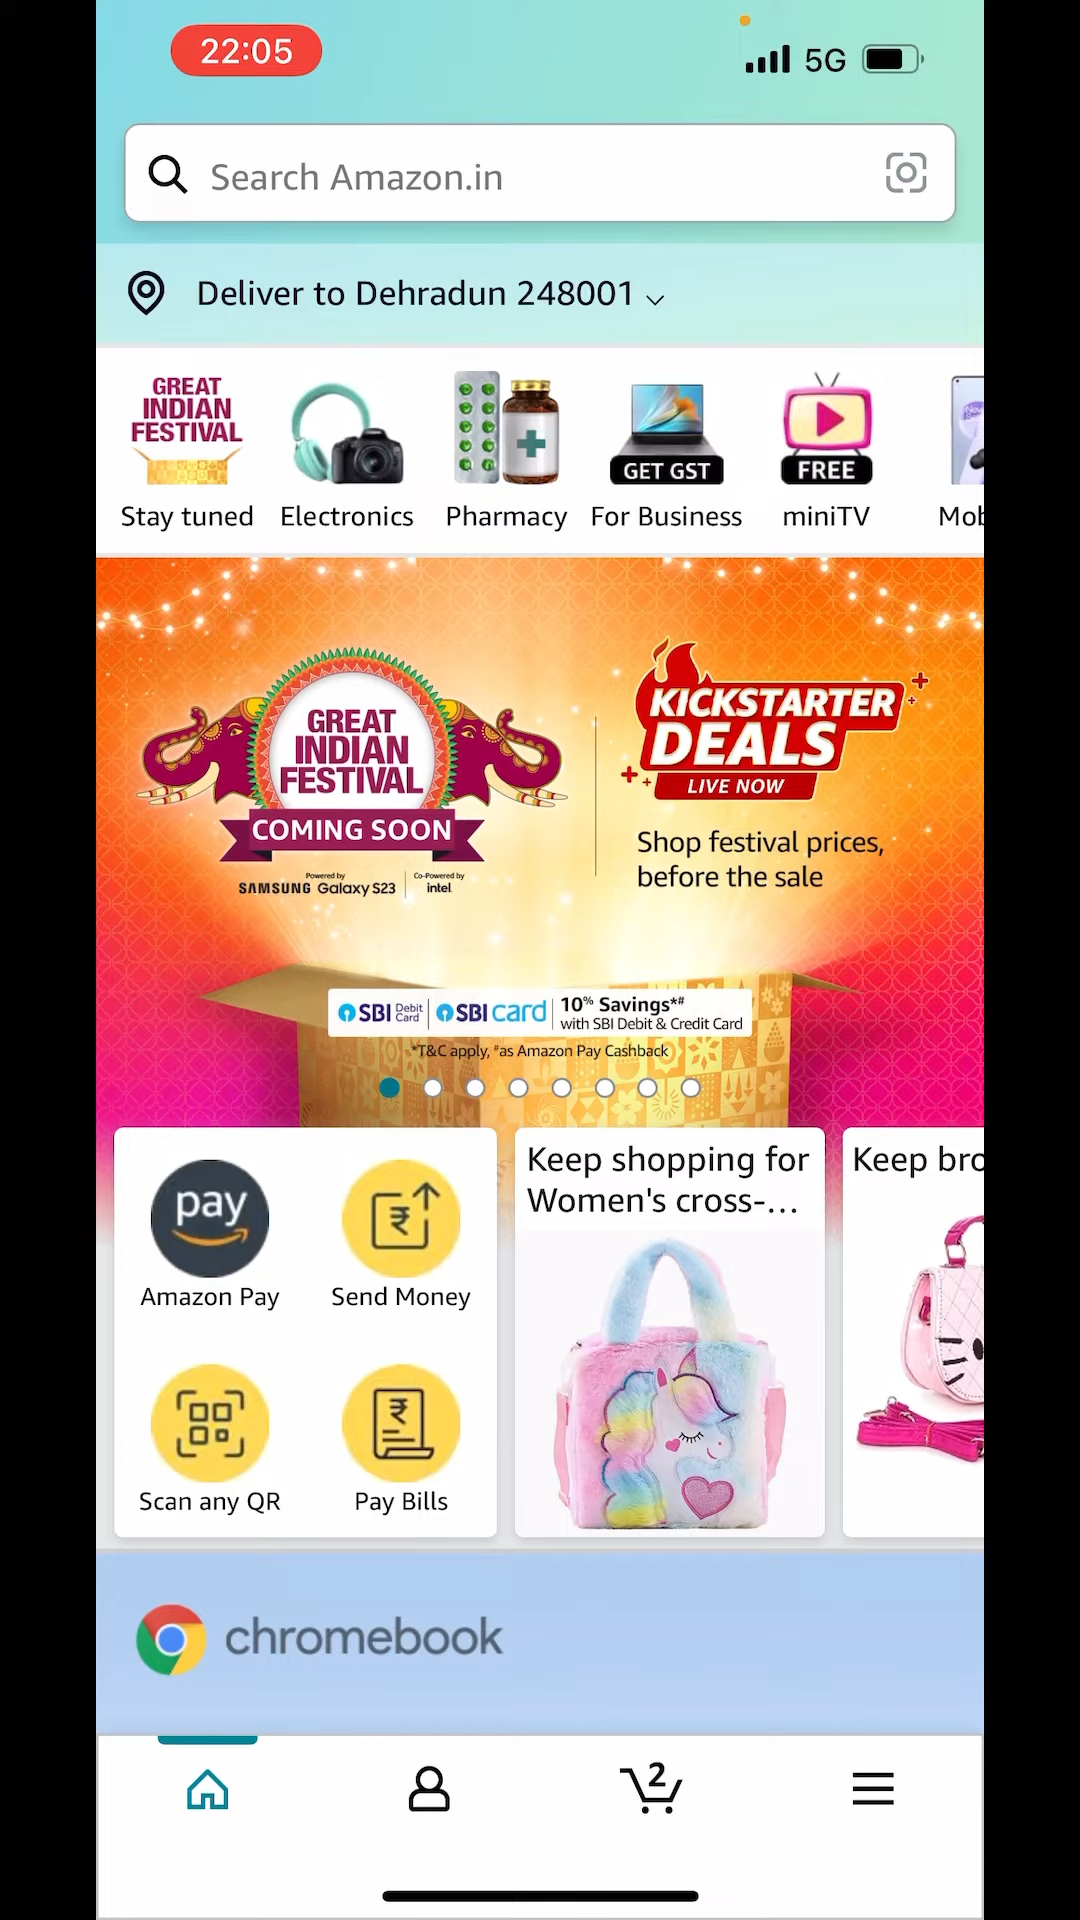 22:05
5G
Search Amazon.in
Deliver to Dehradun 248001
GREAT
INDIAN
FESTIVAL
Stay tuned
Electronics
Pharmacy
GET GST
For Business
FREE
miniTV
Mob
GREAT
INDIAN
FESTIVAL
COMING SOON
Powered by
SAMSUNG Galaxy S23
Co-Powered by
intel
KICKSTARTER
DEALS
LIVE NOW
Shop festival prices,
before the sale
SBI Debit Card
SBI card
10% Savings*#
with SBI Debit & Credit Card
*T&C apply, #as Amazon Pay Cashback
pay
Amazon Pay
₹
Send Money
Scan any QR
₹
Pay Bills
Keep shopping for
Women's cross-...
Keep bro
chromebook
2